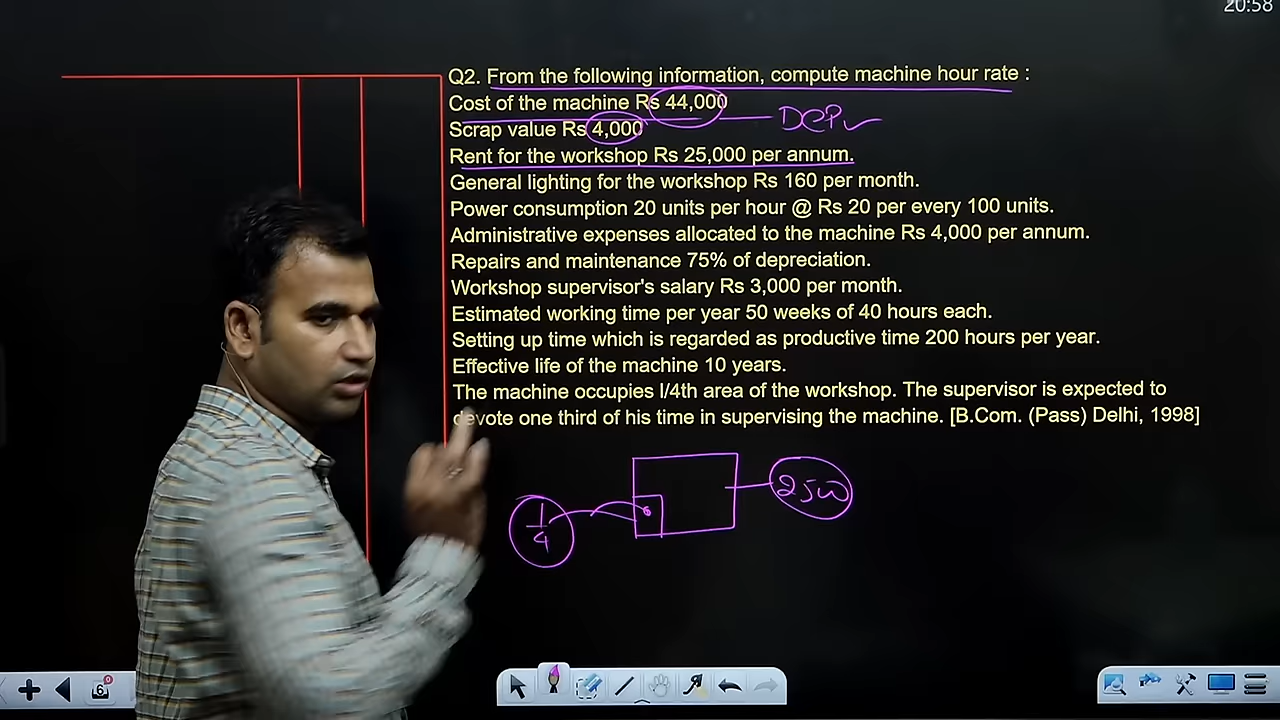 20:58
Q2. From the following information, compute machine hour rate :
Cost of the machine Rs 44,000
Scrap value Rs 4,000
DEPV
Rent for the workshop Rs 25,000 per annum.
General lighting for the workshop Rs 160 per month.
Power consumption 20 units per hour @ Rs 20 per every 100 units.
Administrative expenses allocated to the machine Rs 4,000 per annum.
Repairs and maintenance 75% of depreciation.
Workshop supervisor's salary Rs 3,000 per month.
Estimated working time per year 50 weeks of 40 hours each.
Setting up time which is regarded as productive time 200 hours per year.
Effective life of the machine 10 years.
The machine occupies l/4th area of the workshop. The supervisor is expected to
devote one third of his time in supervising the machine. [B.Com. (Pass) Delhi, 1998]
1/4